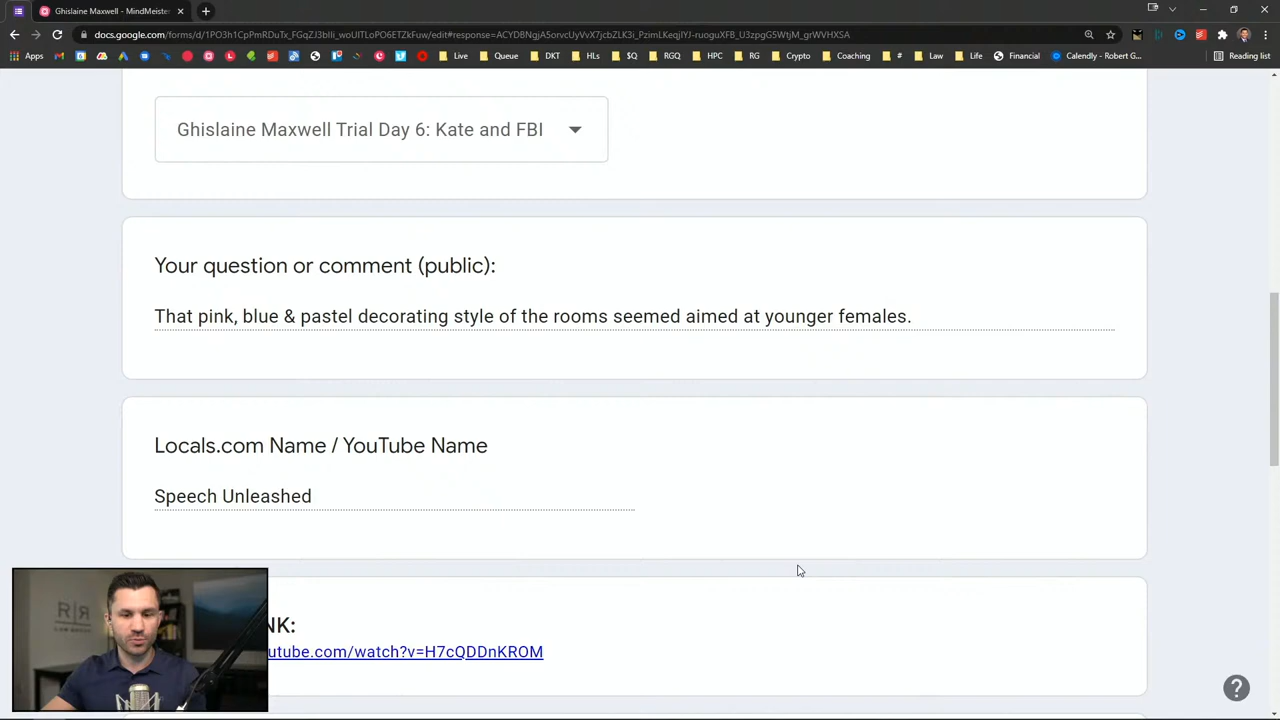 Ghislaine Maxwell - MindMeister
docs.google.com/forms/d/1PO3h1CpPmRDuTx_FGqZJ3bIli_woUITLoPO6ETZkFuw/edit#response=ACYDBNgjA5orvcUyVvX7jcbZLK3i_PzimLKeqjIYJ-ruoguXFB_U3zpgG5WtjM_grWVHXSA
Apps Live Queue DKT HLs $Q RGQ HPC RG Crypto Coaching # Law Life Financial Calendly - Robert G... Reading list
Ghislaine Maxwell Trial Day 6: Kate and FBI
Your question or comment (public):
That pink, blue & pastel decorating style of the rooms seemed aimed at younger females.
Locals.com Name / YouTube Name
Speech Unleashed
NK:
utube.com/watch?v=H7cQDDnKROM
R|R